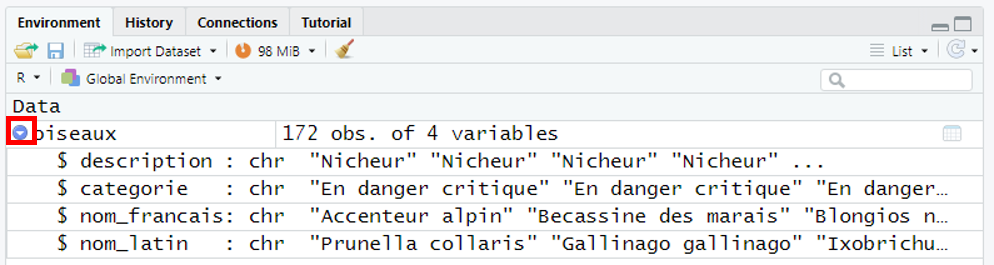 Environment History Connections Tutorial
Import Dataset 98 MiB List
R Global Environment
Data
oiseaux 172 obs. of 4 variables
$ description : chr "Nicheur" "Nicheur" "Nicheur" "Nicheur" ...
$ categorie : chr "En danger critique" "En danger critique" "En danger…
$ nom_francais: chr "Accenteur alpin" "Becassine des marais" "Blongios n…
$ nom_latin : chr "Prunella collaris" "Gallinago gallinago" "Ixobrichu…